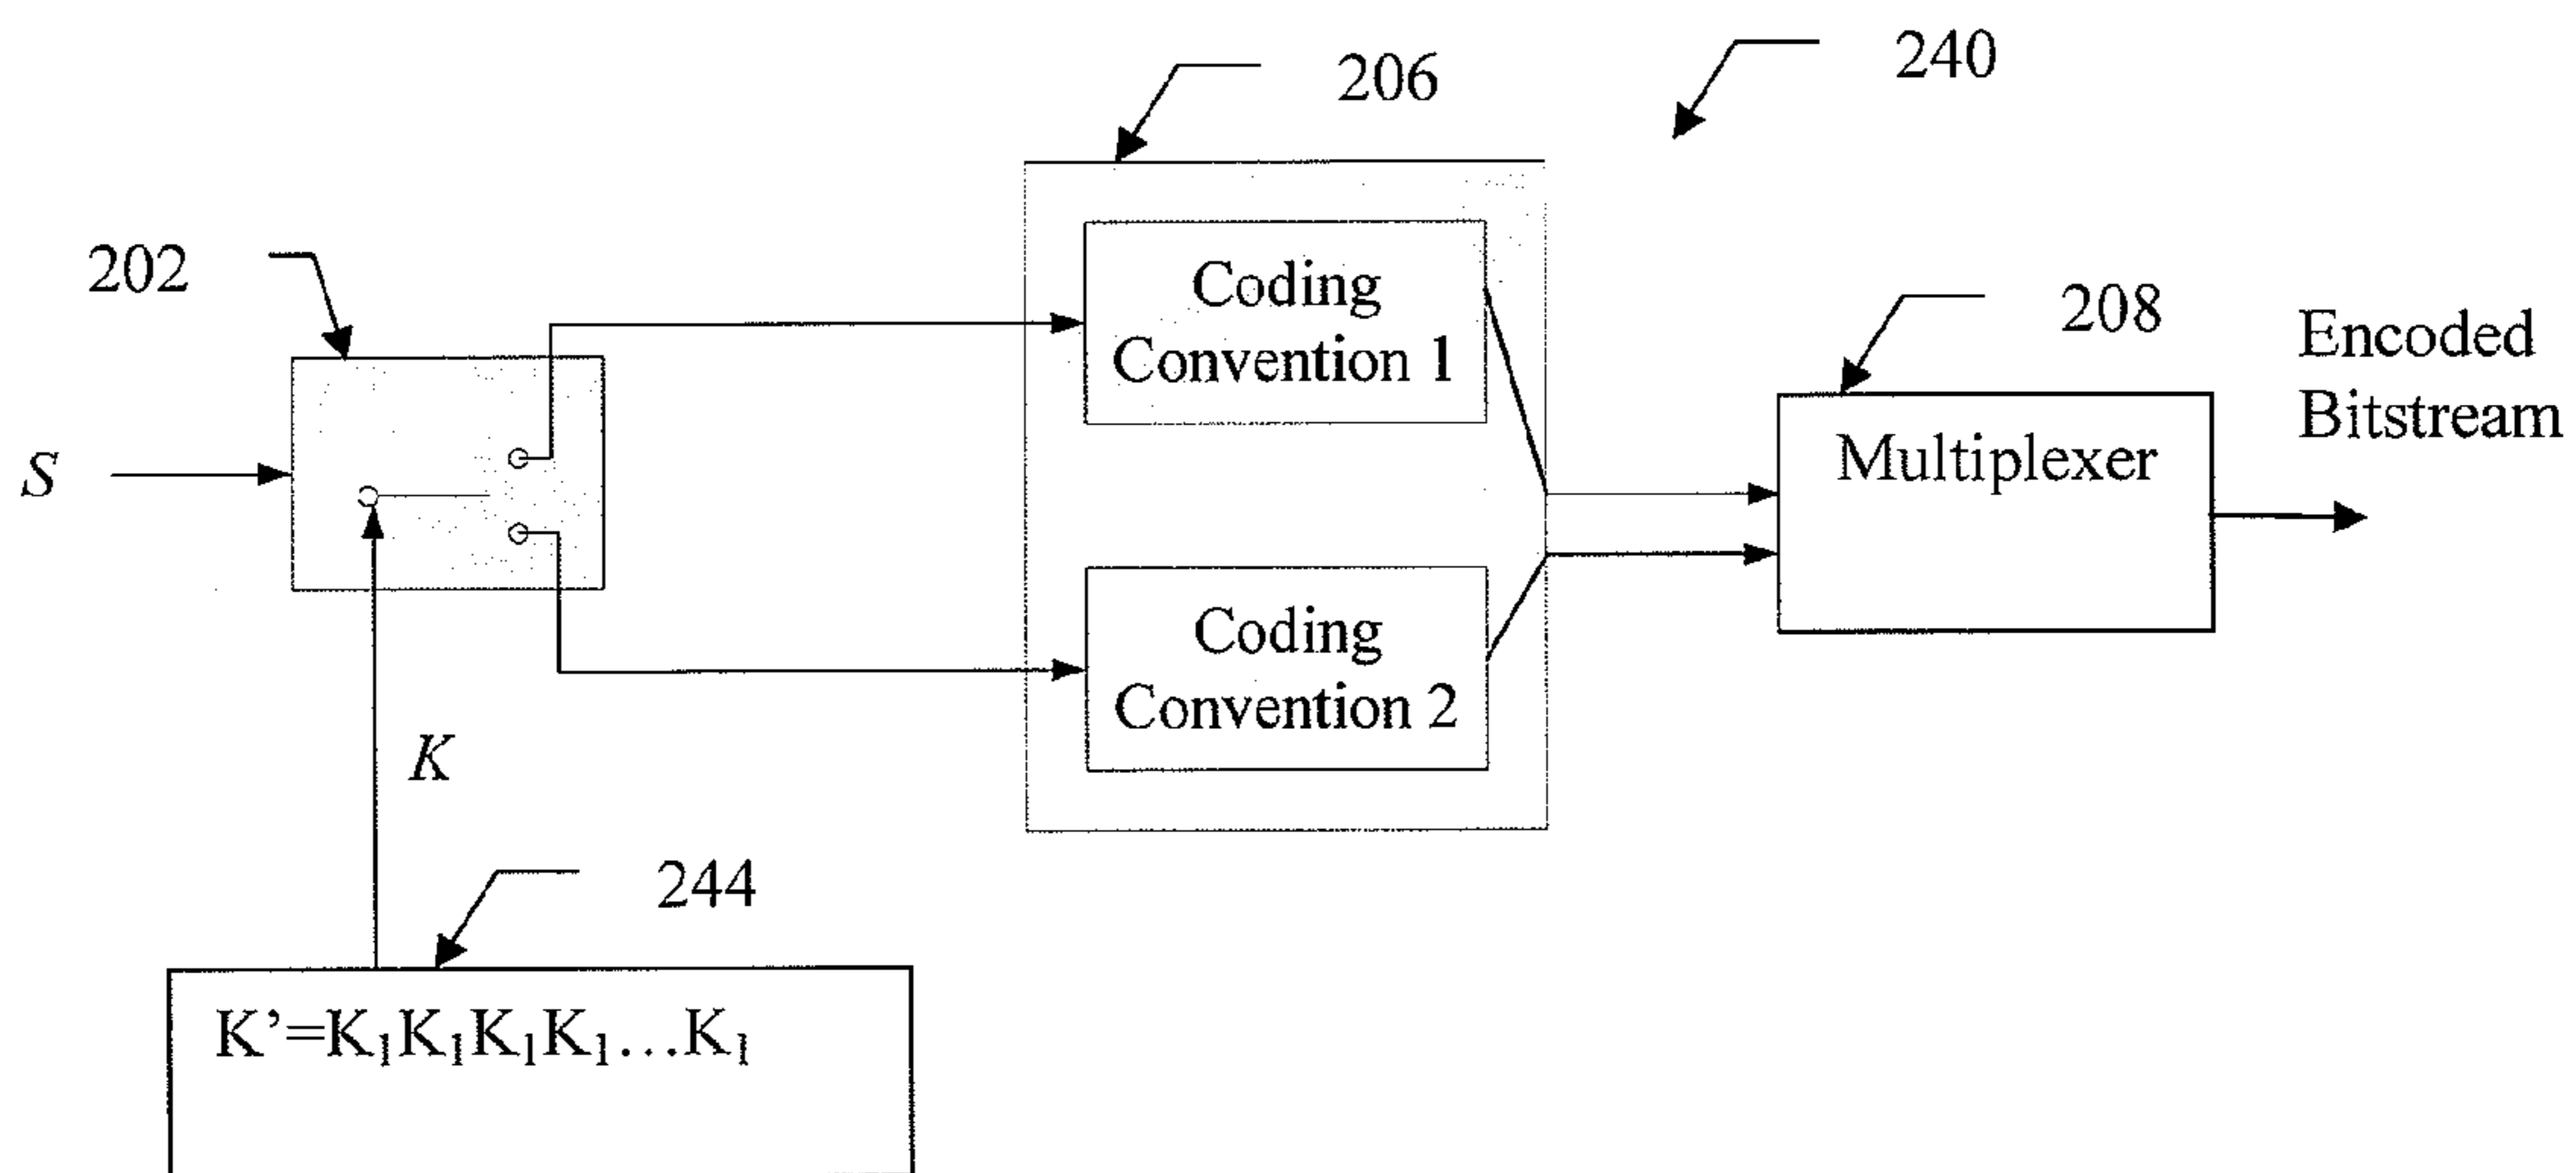 240
206
202
Coding
Convention 1
208
Encoded
Bitstream
Multiplexer
S
Coding
Convention 2
K
244
K’=K₁K₁K₁K₁…K₁